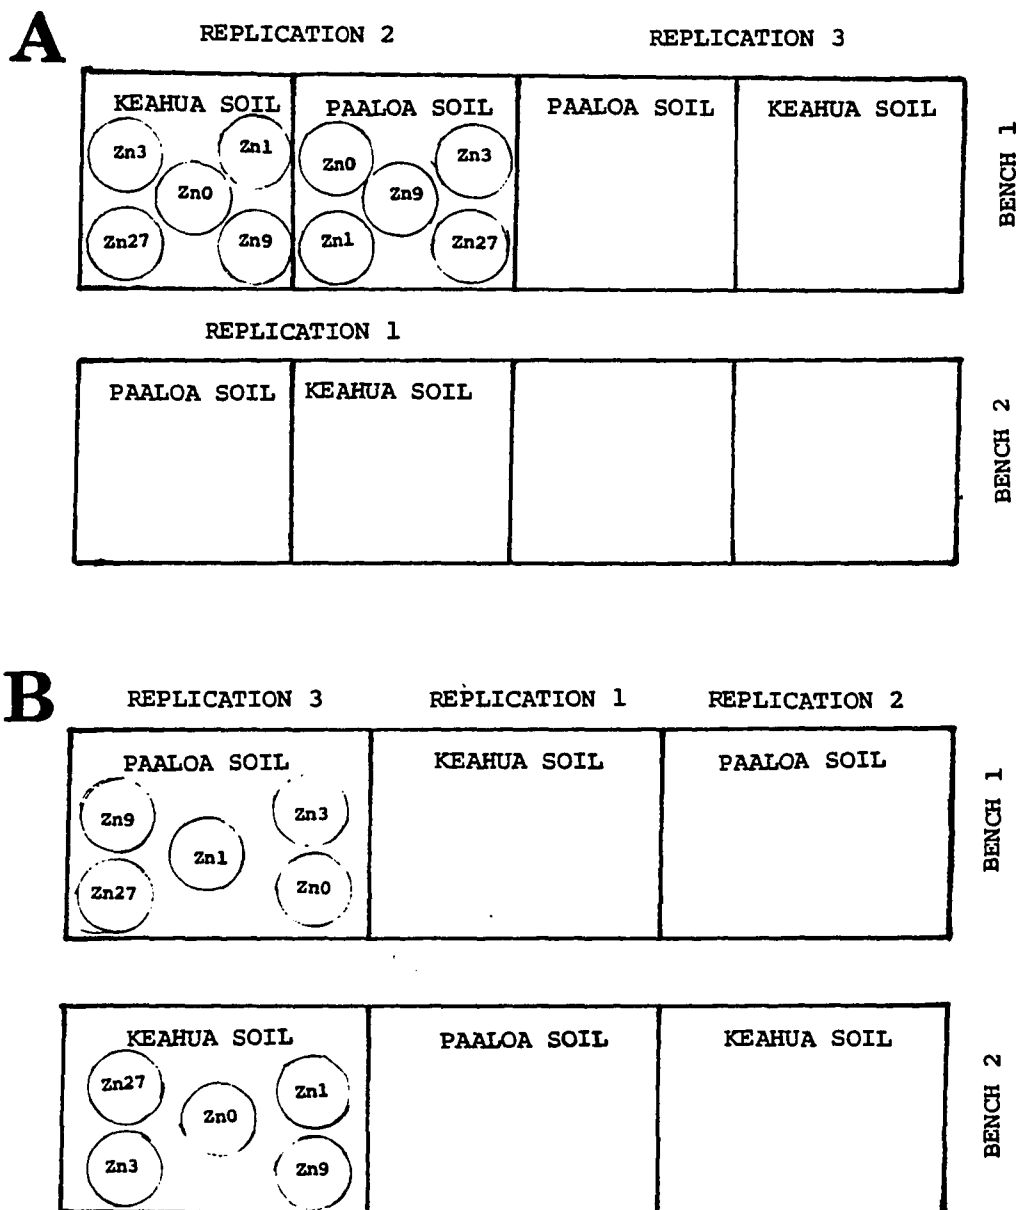 A
REPLICATION 2 REPLICATION 3
KEAHUA SOIL PAALOA SOIL PAALOA SOIL KEAHUA SOIL
Zn3 Zn1 Zn0 Zn3
Zn0 Zn9
Zn27 Zn9 Zn1 Zn27
BENCH 1
REPLICATION 1
PAALOA SOIL KEAHUA SOIL
BENCH 2
B
REPLICATION 3 REPLICATION 1 REPLICATION 2
PAALOA SOIL KEAHUA SOIL PAALOA SOIL
Zn9 Zn3
Zn1
Zn27 Zn0
BENCH 1
KEAHUA SOIL PAALOA SOIL KEAHUA SOIL
Zn27 Zn1
Zn0
Zn3 Zn9
BENCH 2